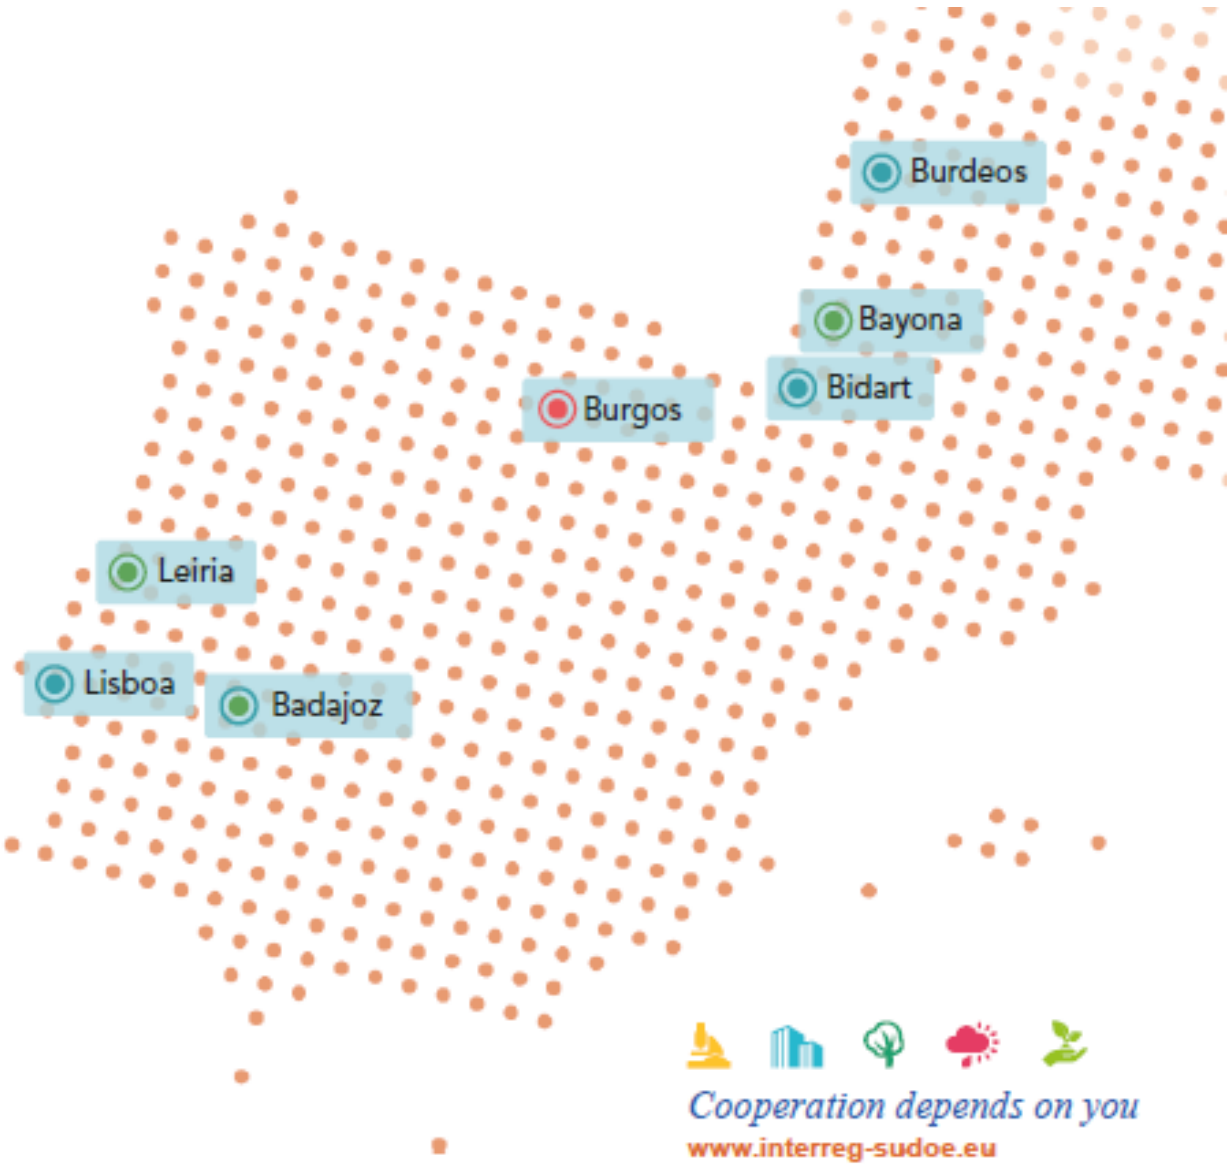 Burdeos
Bayona
Bidart
Burgos
Leiria
Lisboa
Badajoz
Cooperation depends on you
www.interreg-sudoe.eu